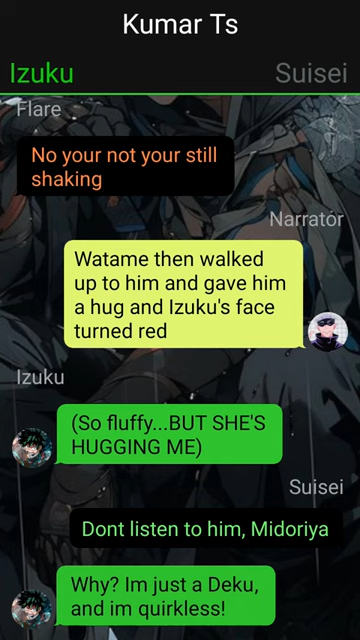 Kumar Ts
Izuku
Suisei
Flare
No your not your still
shaking
Narrator
Watame then walked
up to him and gave him
a hug and Izuku's face
turned red
Izuku
(So fluffy...BUT SHE'S
HUGGING ME)
Suisei
Dont listen to him, Midoriya
Why? Im just a Deku,
and im quirkless!